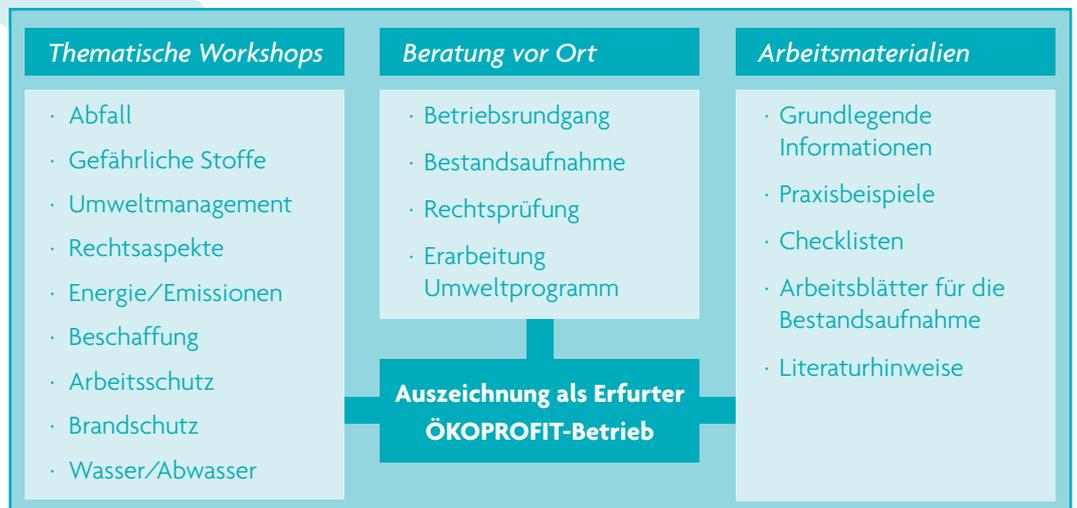 Thematische Workshops
· Abfall
· Gefährliche Stoffe
· Umweltmanagement
· Rechtsaspekte
· Energie/Emissionen
· Beschaffung
· Arbeitsschutz
· Brandschutz
· Wasser/Abwasser
Beratung vor Ort
· Betriebsrundgang
· Bestandsaufnahme
· Rechtsprüfung
· Erarbeitung
Umweltprogramm
Auszeichnung als Erfurter
ÖKOPROFIT-Betrieb
Arbeitsmaterialien
· Grundlegende
Informationen
· Praxisbeispiele
· Checklisten
· Arbeitsblätter für die
Bestandsaufnahme
· Literaturhinweise